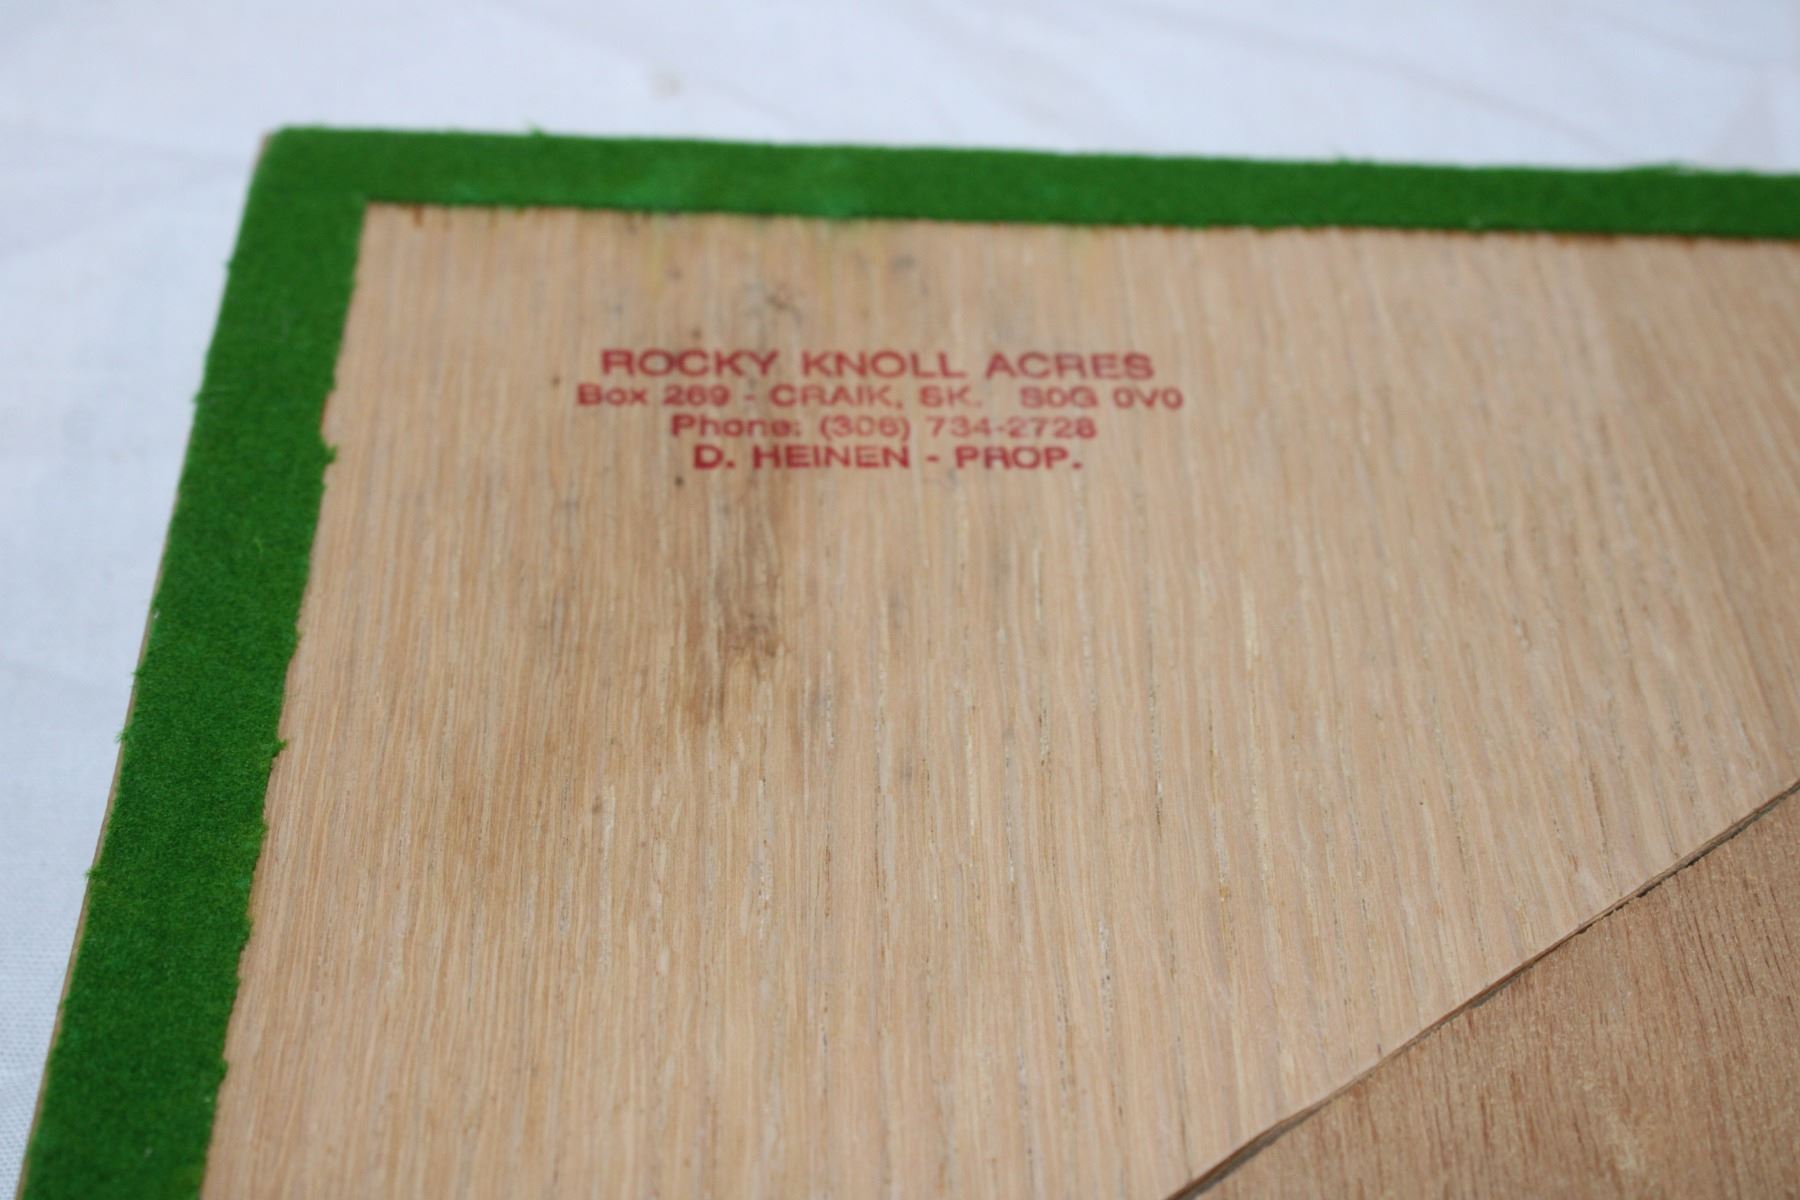 ROCKY KNOLL ACRES
Box 269 - CRAIK, SK. S0G 0V0
Phone: (306) 734-2728
D. HEINEN - PROP.